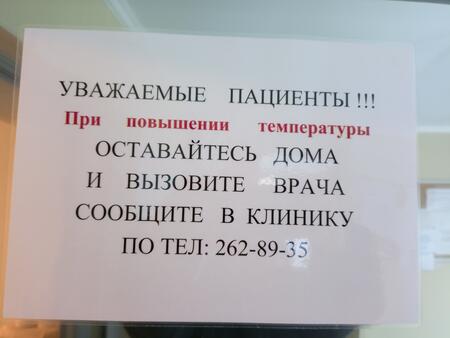 УВАЖАЕМЫЕ ПАЦИЕНТЫ !!!
При повышении температуры
ОСТАВАЙТЕСЬ ДОМА
И ВЫЗОВИТЕ ВРАЧА
СООБЩИТЕ В КЛИНИКУ
ПО ТЕЛ: 262-89-35